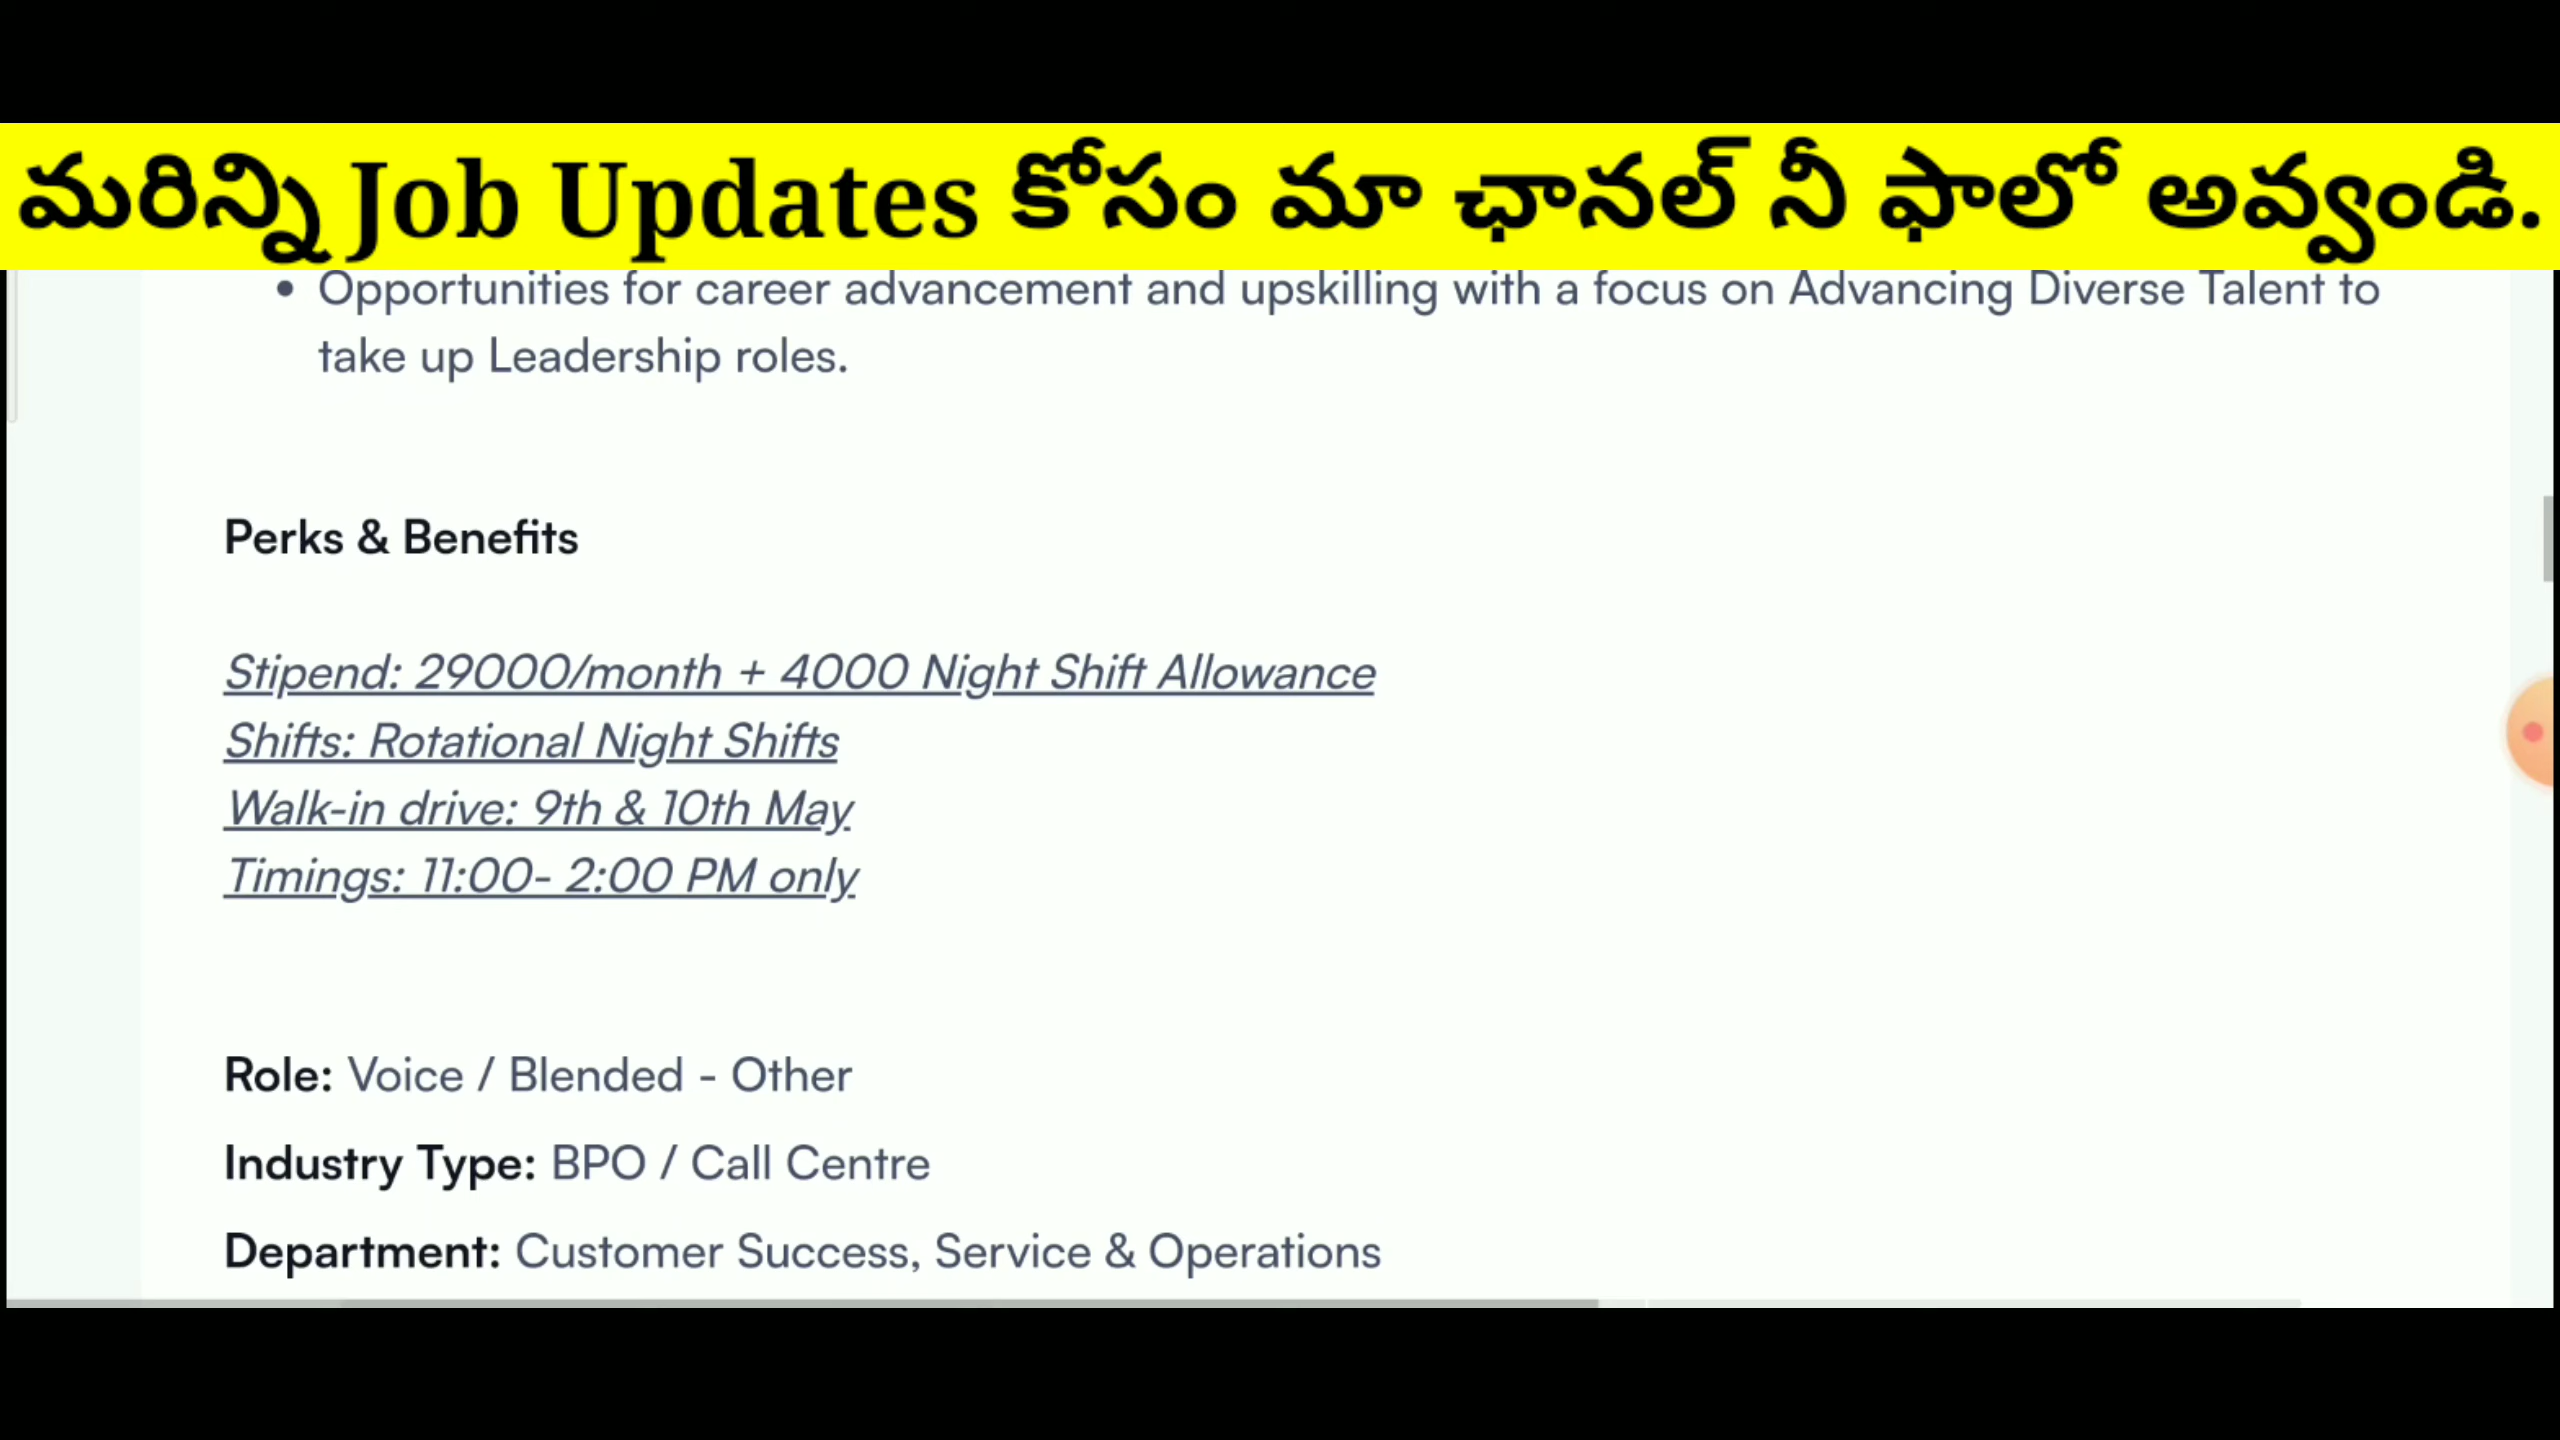 మరిన్ని Job Updates కోసం మా ఛానల్ నీ ఫాలో అవ్వండి.
• Opportunities for career advancement and upskilling with a focus on Advancing Diverse Talent to
take up Leadership roles.
Perks & Benefits
Stipend: 29000/month + 4000 Night Shift Allowance
Shifts: Rotational Night Shifts
Walk-in drive: 9th & 10th May
Timings: 11:00- 2:00 PM only
Role: Voice / Blended - Other
Industry Type: BPO / Call Centre
Department: Customer Success, Service & Operations